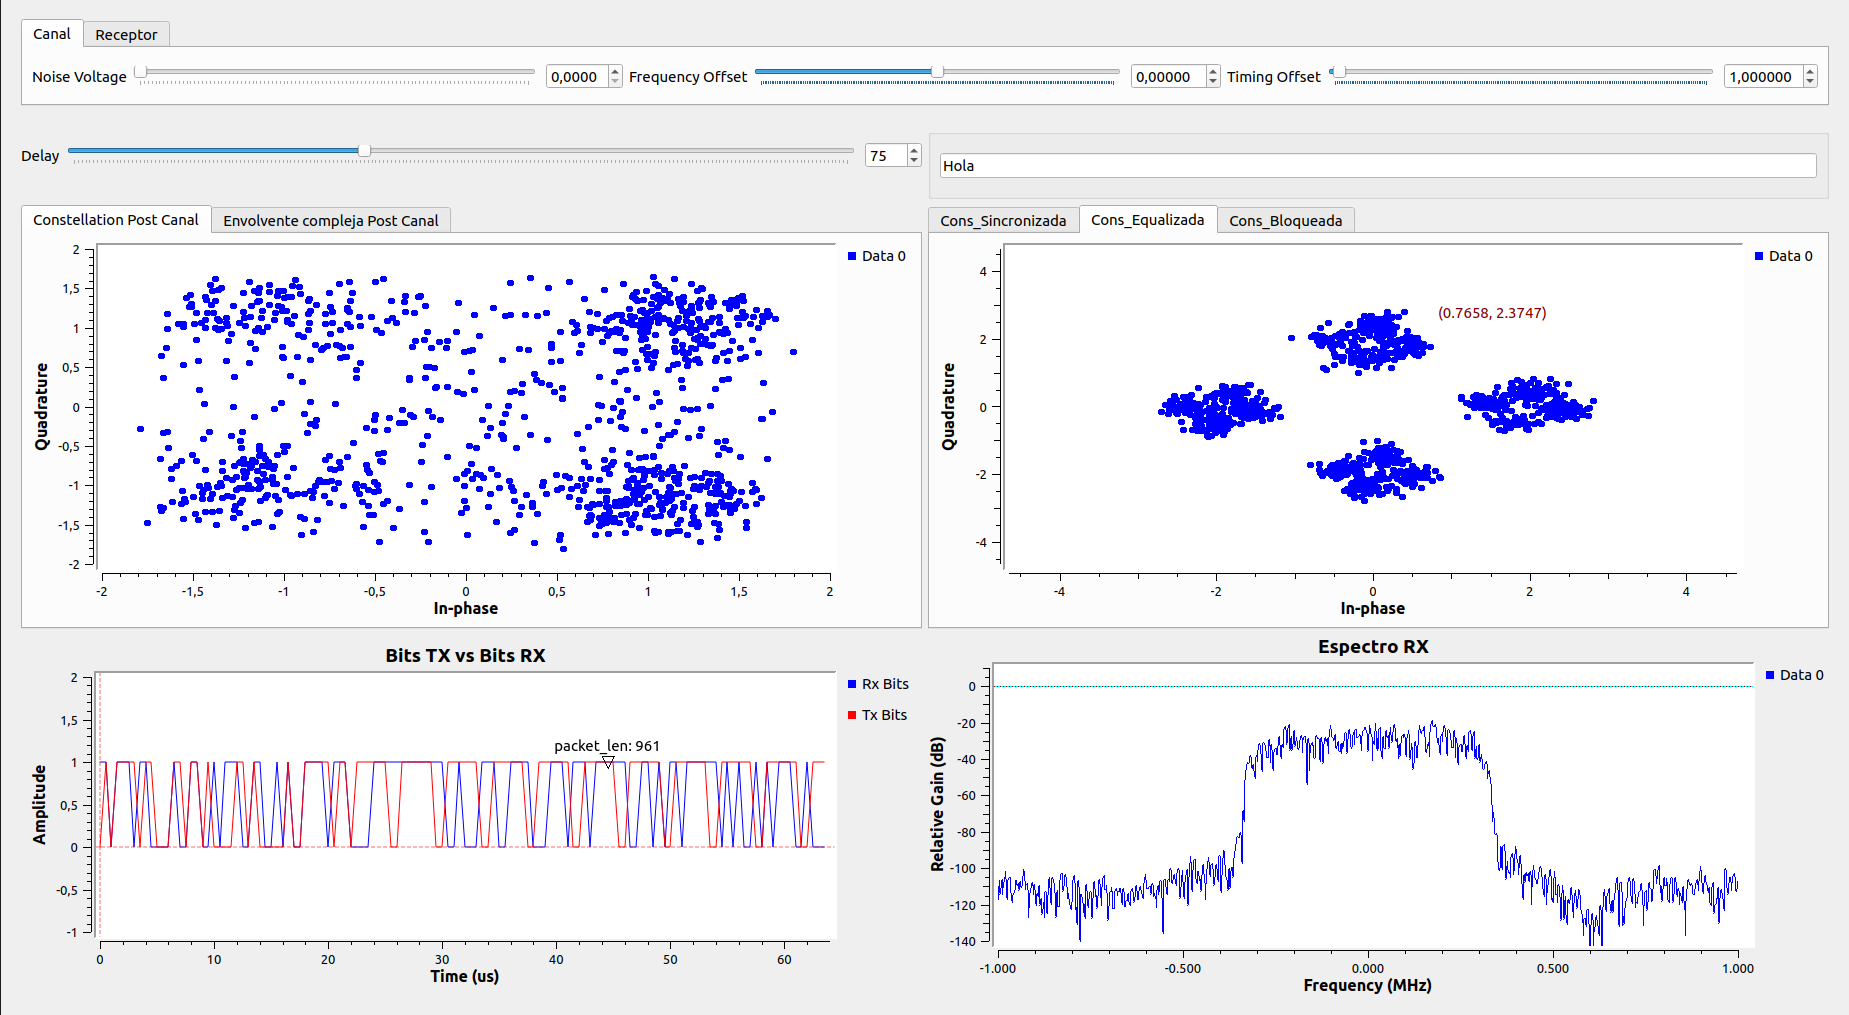 Canal Receptor
Noise Voltage 0,0000 Frequency Offset 0,00000 Timing Offset 1,000000
Delay 75
Hola
Constellation Post Canal Envolvente compleja Post Canal
2
1,5
1
0,5
0
-0,5
-1
-1,5
-2
Quadrature
-2 -1,5 -1 -0,5 0 0,5 1 1,5 2
In-phase
Data 0
Cons_Sincronizada Cons_Equalizada Cons_Bloqueada
4
2
0
-2
-4
Quadrature
(0.7658, 2.3747)
-4 -2 0 2 4
In-phase
Data 0
Bits TX vs Bits RX
2
1,5
1
0,5
0
-0,5
-1
Amplitude
packet_len: 961
0 10 20 30 40 50 60
Time (us)
Rx Bits
Tx Bits
Espectro RX
0
-20
-40
-60
-80
-100
-120
-140
Relative Gain (dB)
-1.000 -0.500 0.000 0.500 1.000
Frequency (MHz)
Data 0